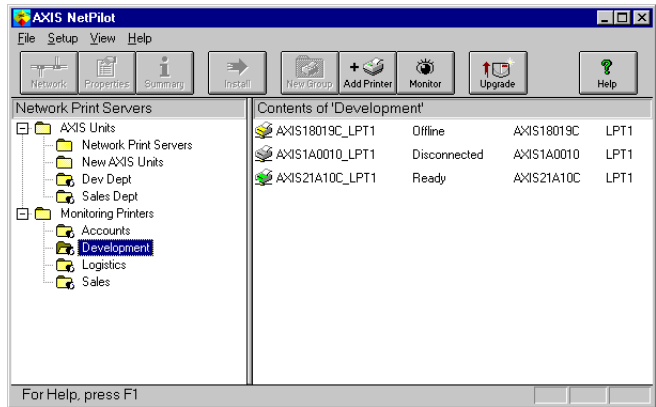 AXIS NetPilot
File Setup View Help
Network Properties Summary Install New Group Add Printer Monitor Upgrade Help
Network Print Servers Contents of 'Development'
AXIS Units AXIS18019C_LPT1 Offline AXIS18019C LPT1
Network Print Servers
New AXIS Units AXIS1A0010_LPT1 Disconnected AXIS1A0010 LPT1
Dev Dept AXIS21A10C_LPT1 Ready AXIS21A10C LPT1
Sales Dept
Monitoring Printers
Accounts
Development
Logistics
Sales
For Help, press F1